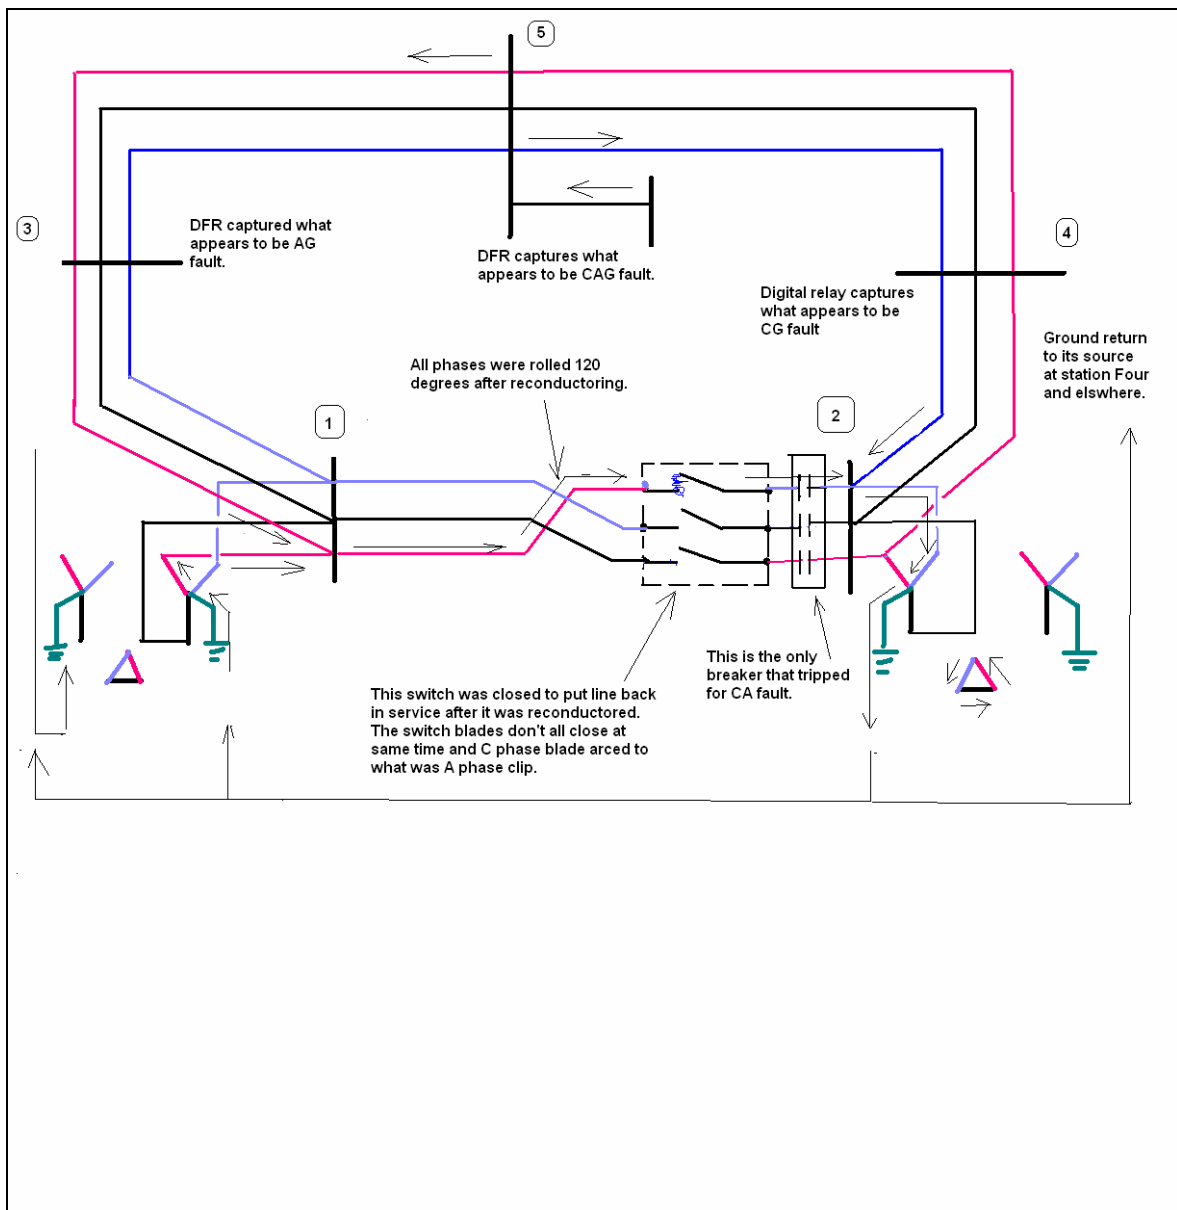 5
3
DFR captured what
appears to be AG
fault.
DFR captures what
appears to be CAG fault.
4
Digital relay captures
what appears to be
CG fault
Ground return
to its source
at station Four
and elswhere.
All phases were rolled 120
degrees after reconductoring.
1
2
This switch was closed to put line back
in service after it was reconductored.
The switch blades don't all close at
same time and C phase blade arced to
what was A phase clip.
This is the only
breaker that tripped
for CA fault.